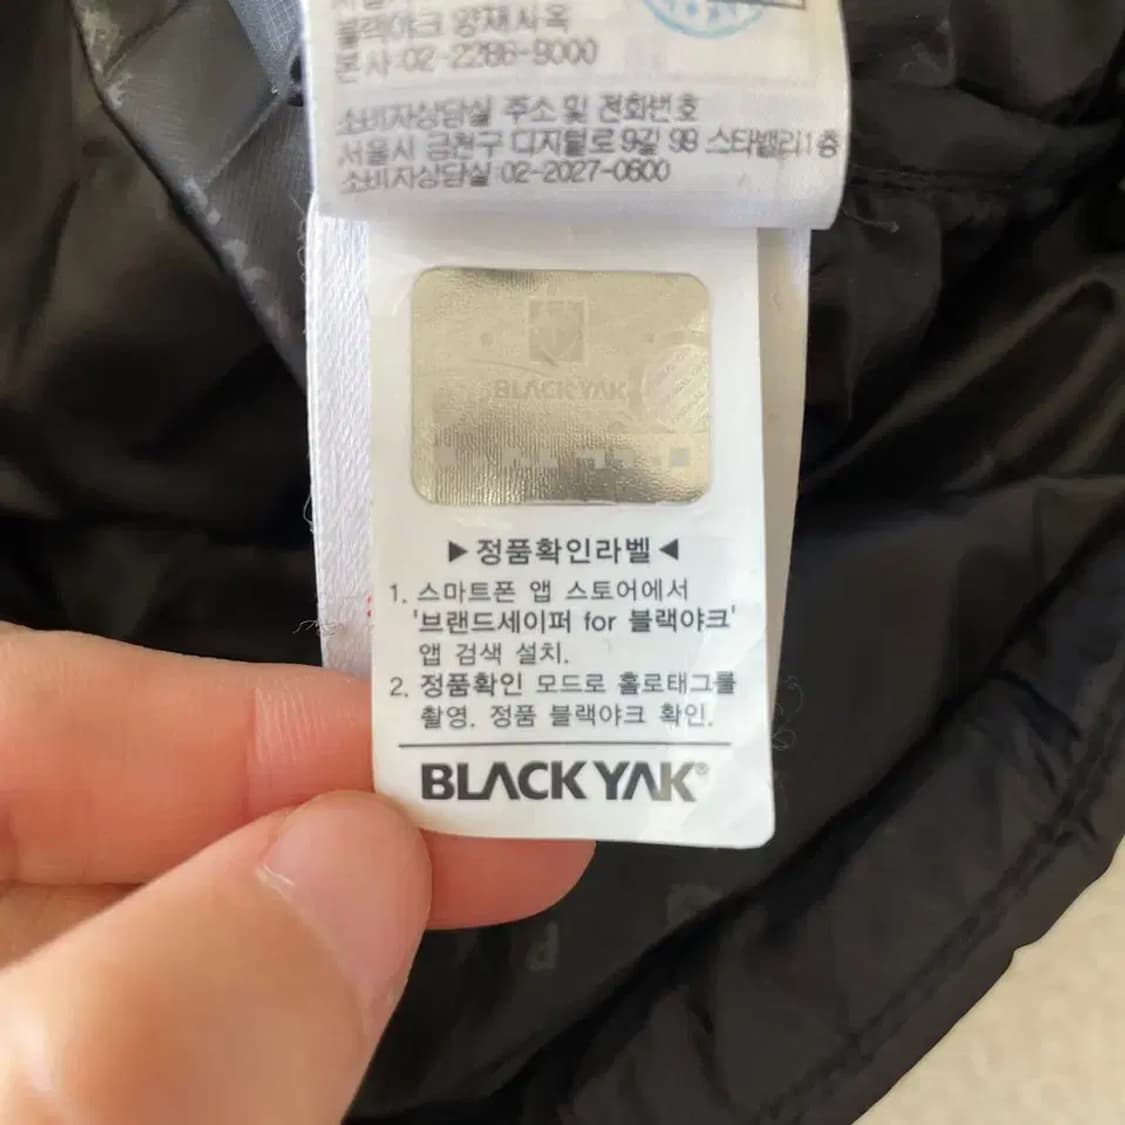 블랙야크 양재사옥
본사:02-2286-9000
소비자상담실 주소 및 전화번호
서울시 금천구 디지털로9길 99 스타밸리1층
소비자상담실:02-2027-0600
BLACKYAK
▶정품확인라벨◀
1. 스마트폰 앱 스토어에서
'브랜드세이퍼 for 블랙야크'
앱 검색 설치.
2. 정품확인 모드로 홀로태그를
촬영. 정품 블랙야크 확인.
BLACKYAK®